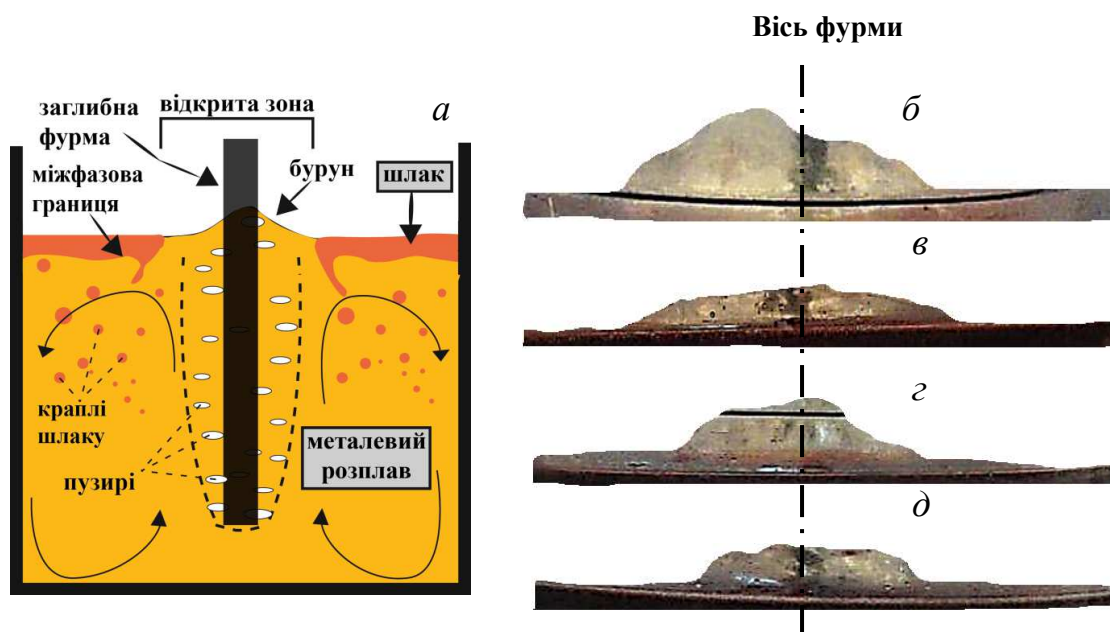 Вісь фурми
заглибна
фурма
відкрита зона
а
бурун
міжфазова
границя
шлак
краплі
шлаку
пузирі
металевий
розплав
б
в
г
д